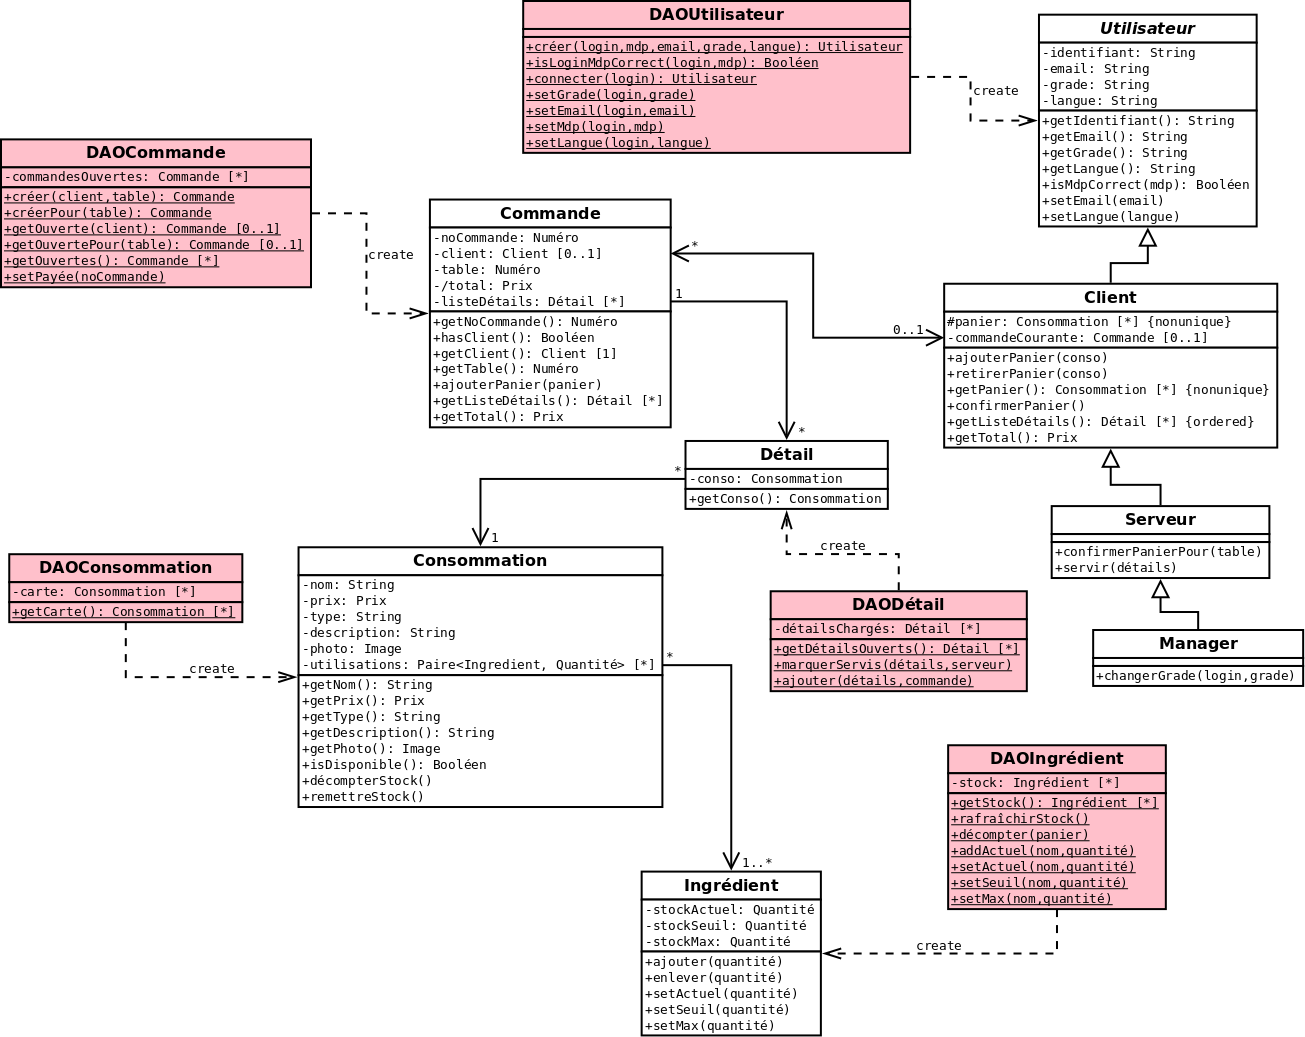 DAOUtilisateur
+créer(login,mdp,email,grade,langue): Utilisateur
+isLoginMdpCorrect(login,mdp): Booléen
+connecter(login): Utilisateur
+setGrade(login,grade)
+setEmail(login,email)
+setMdp(login,mdp)
+setLangue(login,langue)
create
Utilisateur
-identifiant: String
-email: String
-grade: String
-langue: String
+getIdentifiant(): String
+getEmail(): String
+getGrade(): String
+getLangue(): String
+isMdpCorrect(mdp): Booléen
+setEmail(email)
+setLangue(langue)
DAOCommande
-commandesOuvertes: Commande [*]
+créer(client,table): Commande
+créerPour(table): Commande
+getOuverte(client): Commande [0..1]
+getOuvertePour(table): Commande [0..1]
+getOuvertes(): Commande [*]
+setPayée(noCommande)
create
Commande
-noCommande: Numéro
-client: Client [0..1]
-table: Numéro
-/total: Prix
-listeDétails: Détail [*]
+getNoCommande(): Numéro
+hasClient(): Booléen
+getClient(): Client [1]
+getTable(): Numéro
+ajouterPanier(panier)
+getListeDétails(): Détail [*]
+getTotal(): Prix
*
0..1
1
*
Client
#panier: Consommation [*] {nonunique}
-commandeCourante: Commande [0..1]
+ajouterPanier(conso)
+retirerPanier(conso)
+getPanier(): Consommation [*] {nonunique}
+confirmerPanier()
+getListeDétails(): Détail [*] {ordered}
+getTotal(): Prix
Détail
-conso: Consommation
+getConso(): Consommation
*
1
create
Serveur
+confirmerPanierPour(table)
+servir(détails)
DAOConsommation
-carte: Consommation [*]
+getCarte(): Consommation [*]
create
Consommation
-nom: String
-prix: Prix
-type: String
-description: String
-photo: Image
-utilisations: Paire<Ingredient, Quantité> [*]
+getNom(): String
+getPrix(): Prix
+getType(): String
+getDescription(): String
+getPhoto(): Image
+isDisponible(): Booléen
+décompterStock()
+remettreStock()
*
1..*
DAODétail
-détailsChargés: Détail [*]
+getDétailsOuverts(): Détail [*]
+marquerServis(détails,serveur)
+ajouter(détails,commande)
Manager
+changerGrade(login,grade)
DAOIngrédient
-stock: Ingrédient [*]
+getStock(): Ingrédient [*]
+rafraîchirStock()
+décompter(panier)
+addActuel(nom,quantité)
+setActuel(nom,quantité)
+setSeuil(nom,quantité)
+setMax(nom,quantité)
create
Ingrédient
-stockActuel: Quantité
-stockSeuil: Quantité
-stockMax: Quantité
+ajouter(quantité)
+enlever(quantité)
+setActuel(quantité)
+setSeuil(quantité)
+setMax(quantité)